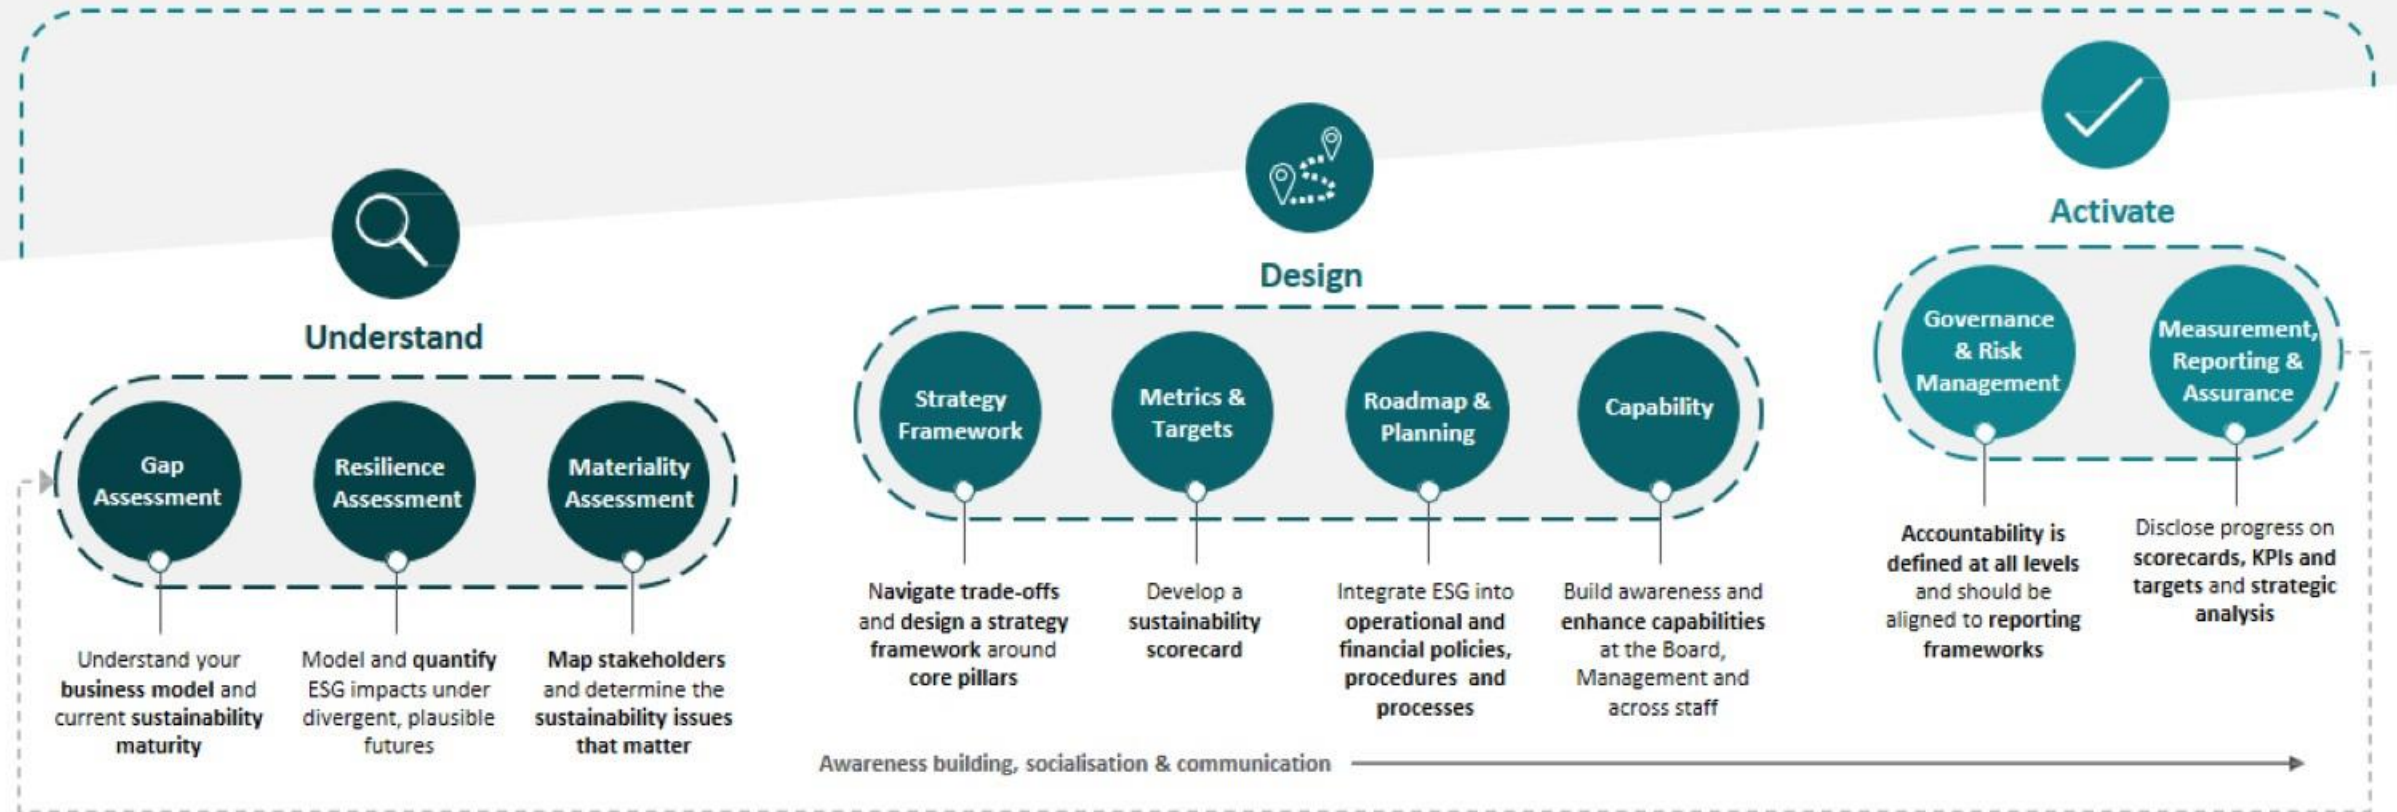 Understand
Gap
Assessment
Understand your
business model and
current sustainability
maturity
Resilience
Assessment
Model and quantify
ESG impacts under
divergent, plausible
futures
Materiality
Assessment
Map stakeholders
and determine the
sustainability issues
that matter
Design
Strategy
Framework
Navigate trade-offs
and design a strategy
framework around
core pillars
Metrics &
Targets
Develop a
sustainability
scorecard
Roadmap &
Planning
Integrate ESG into
operational and
financial policies,
procedures and
processes
Capability
Build awareness and
enhance capabilities
at the Board,
Management and
across staff
Activate
Governance
& Risk
Management
Accountability is
defined at all levels
and should be
aligned to reporting
frameworks
Measurement,
Reporting &
Assurance
Disclose progress on
scorecards, KPIs and
targets and strategic
analysis
Awareness building, socialisation & communication